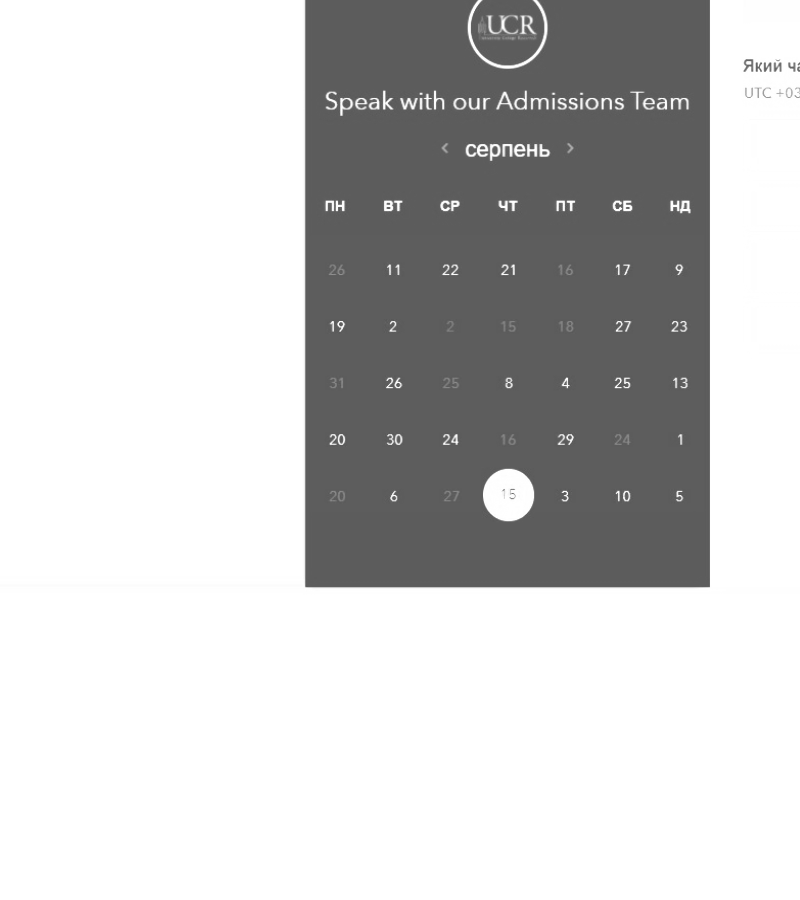 UCR
Який
Speak with our Admissions Team
UTC +03
< серпень >
ПН ВТ СР ЧТ ПТ СБ НД
26 11 22 21 16 17 9
19 2 2 15 18 27 23
31 26 25 8 4 25 13
20 30 24 16 29 24 1
20 6 27 15 3 10 5